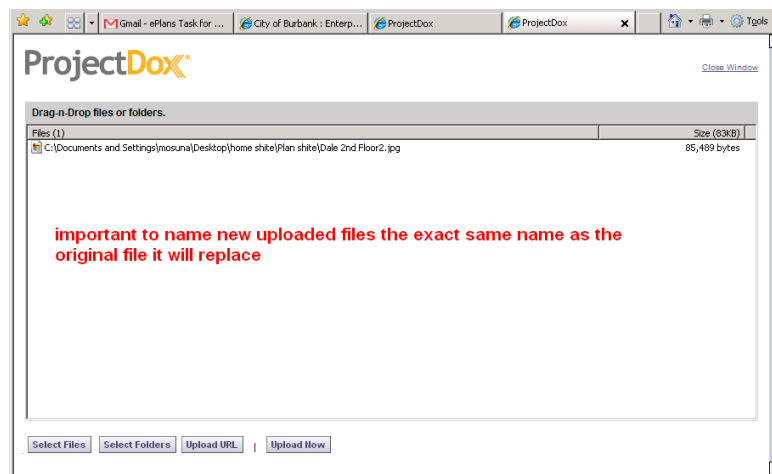 Gmail - ePlans Task for ...
City of Burbank : Enterp...
ProjectDox
ProjectDox
x
Tools
ProjectDox
Close Window
Drag-n-Drop files or folders.
Files (1) Size (83KB)
C:\Documents and Settings\mosuna\Desktop\home shite\Plan shite\Dale 2nd Floor2.jpg 85,489 bytes
important to name new uploaded files the exact same name as the
original file it will replace
Select Files Select Folders Upload URL | Upload Now